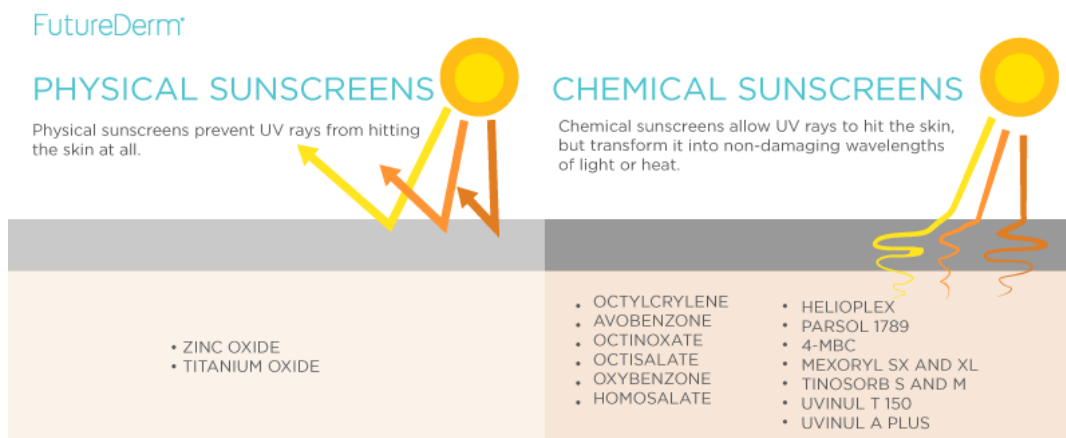 FutureDerm®
PHYSICAL SUNSCREENS
Physical sunscreens prevent UV rays from hitting
the skin at all.
• ZINC OXIDE
• TITANIUM OXIDE
CHEMICAL SUNSCREENS
Chemical sunscreens allow UV rays to hit the skin,
but transform it into non-damaging wavelengths
of light or heat.
• OCTYLCRYLENE
• AVOBENZONE
• OCTINOXATE
• OCTISALATE
• OXYBENZONE
• HOMOSALATE
• HELIOPLEX
• PARSOL 1789
• 4-MBC
• MEXORYL SX AND XL
• TINOSORB S AND M
• UVINUL T 150
• UVINUL A PLUS